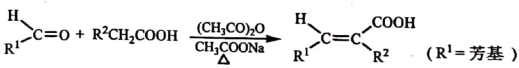 H
R¹ C=O + R²CH₂COOH (CH₃CO)₂O
CH₃COONa
△
H COOH
C=C
R¹ R² (R¹=芳基)